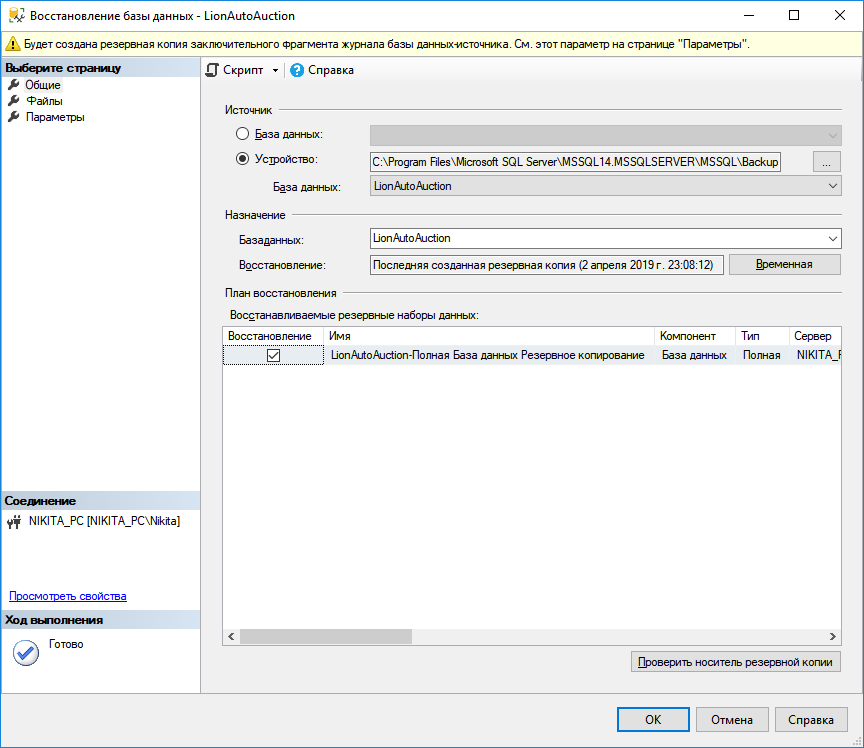 Восстановление базы данных - LionAutoAuction
Будет создана резервная копия заключительного фрагмента журнала базы данных-источника. См. этот параметр на странице "Параметры".
Выберите страницу
Общие
Файлы
Параметры
Скрипт
Справка
Источник
База данных:
Устройство:
C:\Program Files\Microsoft SQL Server\MSSQL14.MSSQLSERVER\MSSQL\Backup
...
База данных:
LionAutoAuction
Назначение
Базаданных:
LionAutoAuction
Восстановление:
Последняя созданная резервная копия (2 апреля 2019 г. 23:08:12)
Временная
План восстановления
Восстанавливаемые резервные наборы данных:
Восстановление Имя Компонент Тип Сервер
LionAutoAuction-Полная База данных Резервное копирование База данных Полная NIKITA_
Соединение
NIKITA_PC [NIKITA_PC\Nikita]
Просмотреть свойства
Ход выполнения
Готово
Проверить носитель резервной копии
ОК
Отмена
Справка